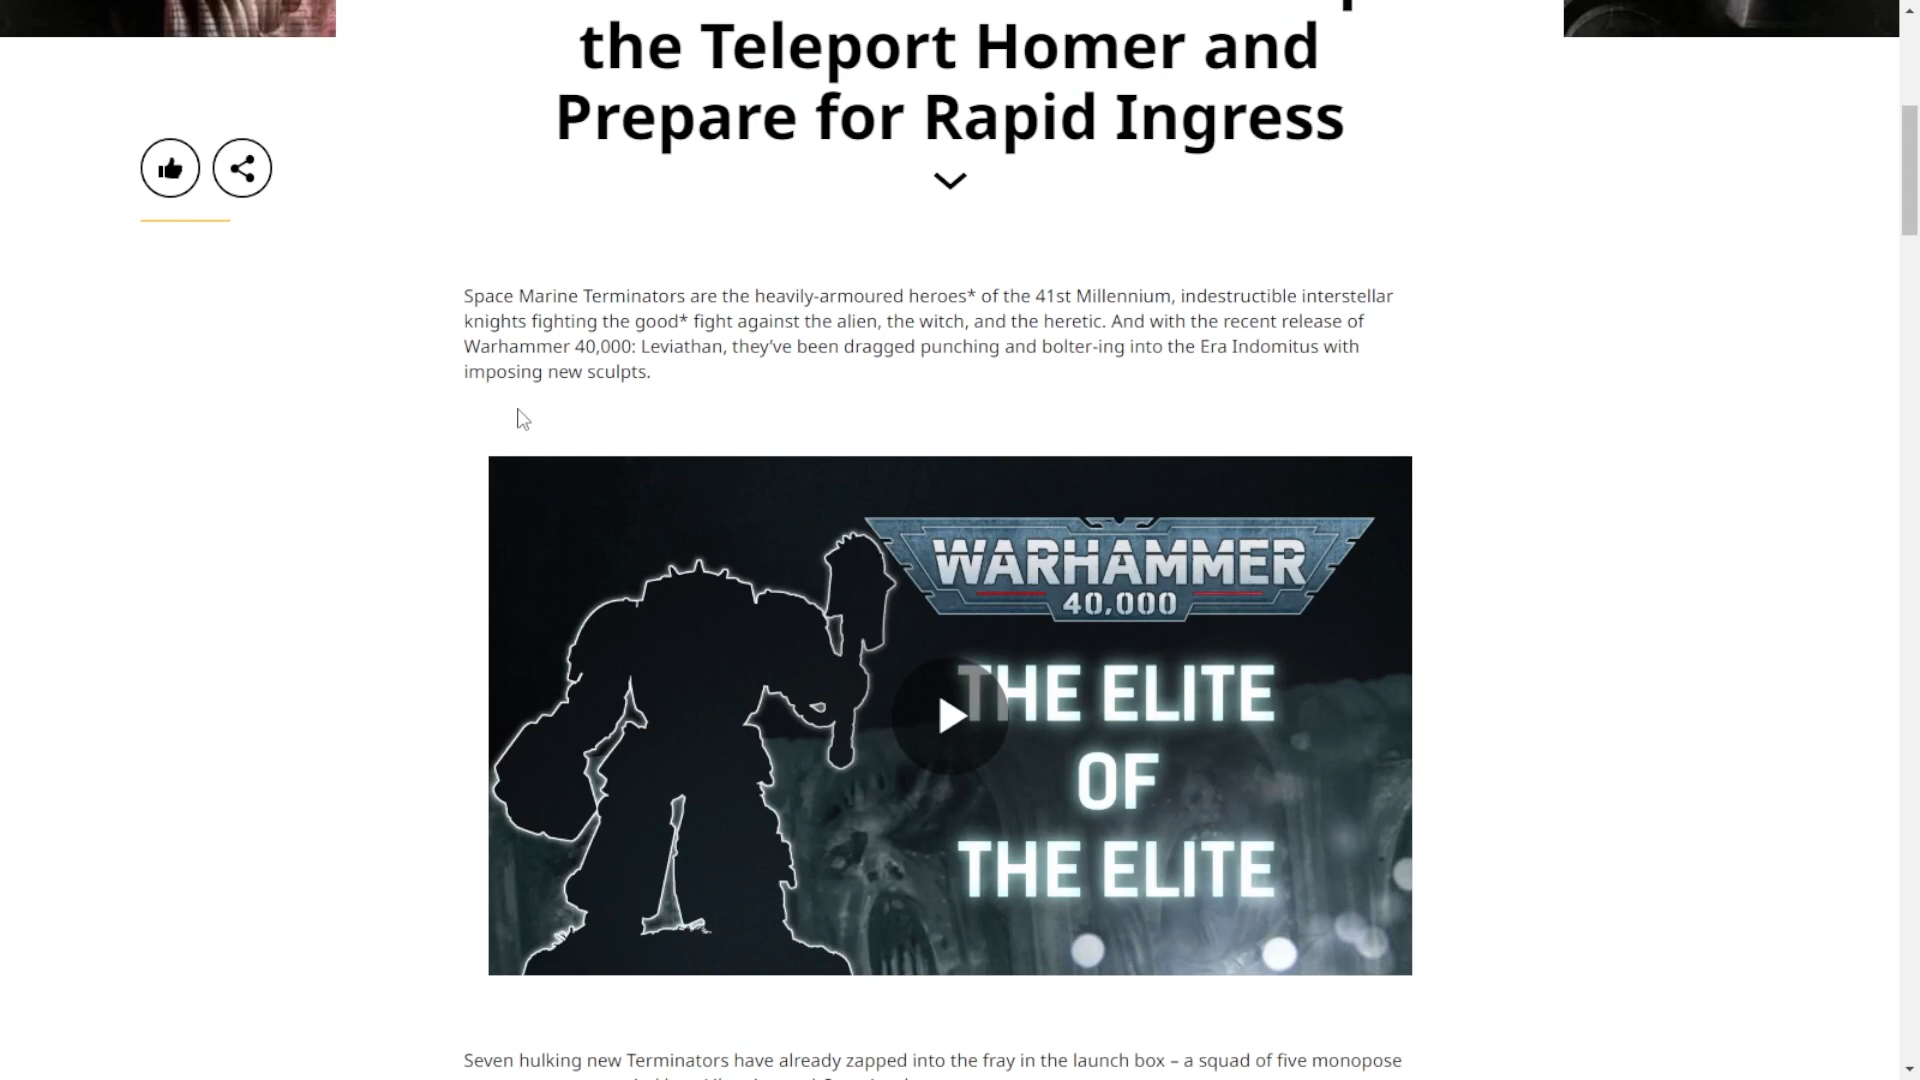 the Teleport Homer and
Prepare for Rapid Ingress
Space Marine Terminators are the heavily-armoured heroes* of the 41st Millennium, indestructible interstellar
knights fighting the good* fight against the alien, the witch, and the heretic. And with the recent release of
Warhammer 40,000: Leviathan, they’ve been dragged punching and bolter-ing into the Era Indomitus with
imposing new sculpts.
WARHAMMER
40,000
THE ELITE
OF
THE ELITE
Seven hulking new Terminators have already zapped into the fray in the launch box – a squad of five monopose